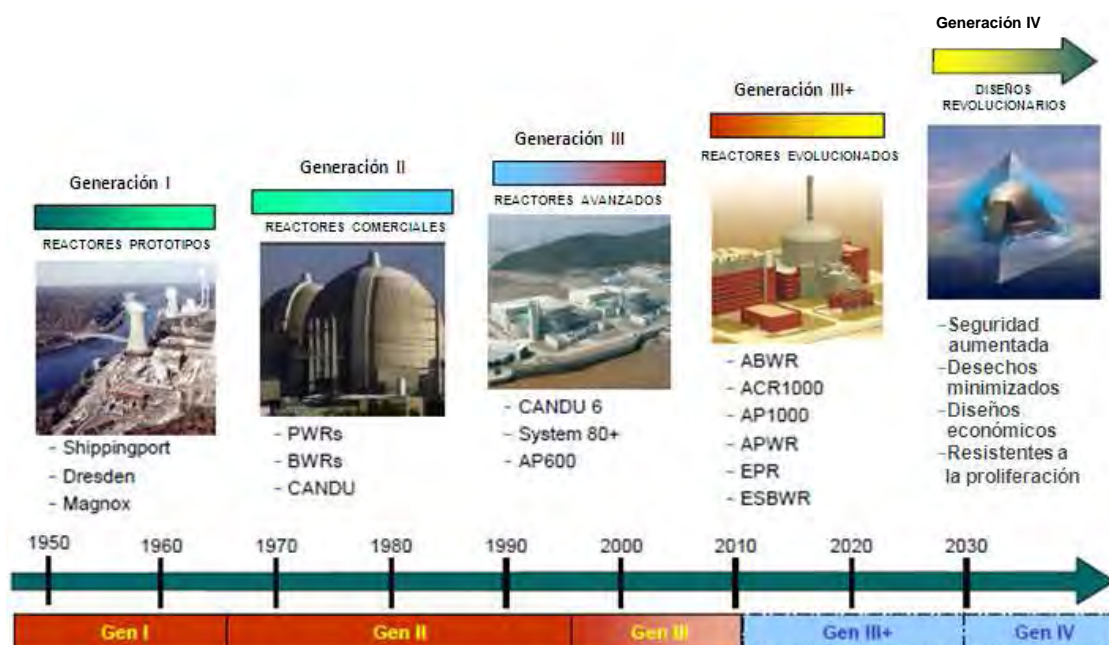 Generación I
REACTORES PROTOTIPOS
- Shippingport
- Dresden
- Magnox
Generación II
REACTORES COMERCIALES
- PWRs
- BWRs
- CANDU
Generación III
REACTORES AVANZADOS
- CANDU 6
- System 80+
- AP600
Generación III+
REACTORES EVOLUCIONADOS
- ABWR
- ACR1000
- AP1000
- APWR
- EPR
- ESBWR
Generación IV
DISEÑOS
REVOLUCIONARIOS
-Seguridad
aumentada
-Desechos
minimizados
-Diseños
económicos
-Resistentes a
la proliferación
1950 1960 1970 1980 1990 2000 2010 2020 2030
Gen I Gen II Gen III Gen III+ Gen IV